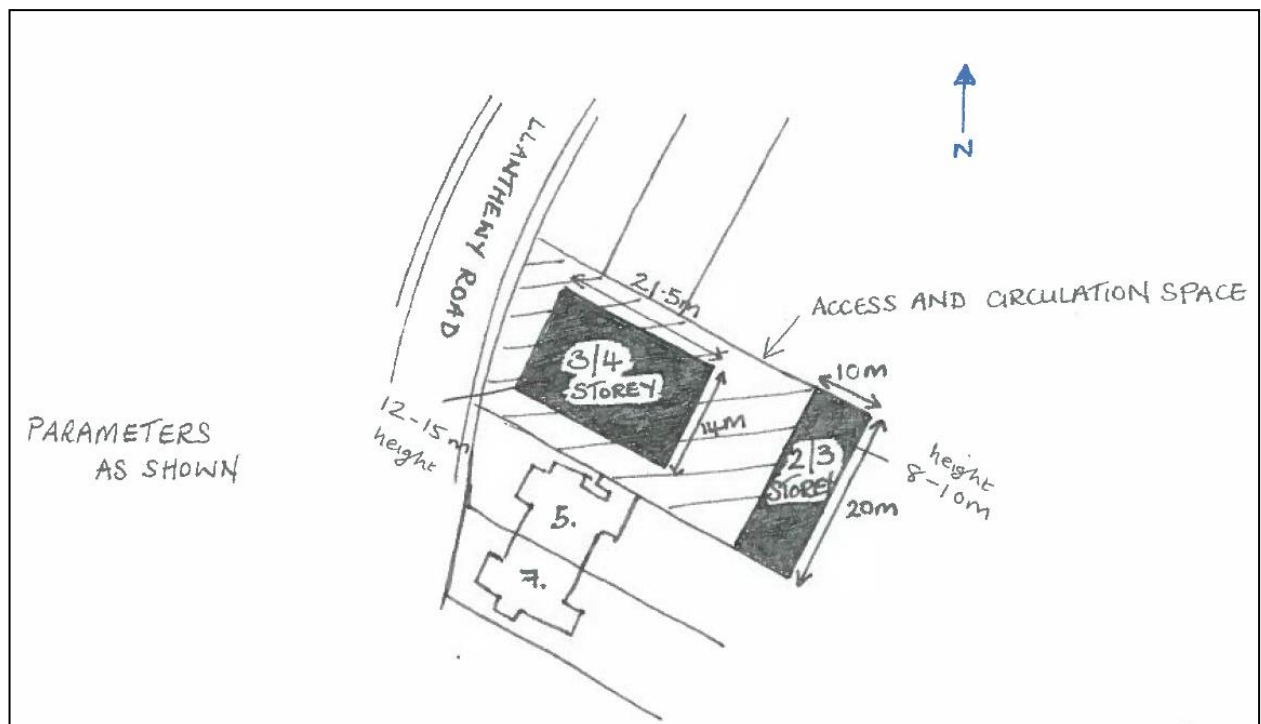 N
LLANTHEWY ROAD
21.5m
ACCESS AND CIRCULATION SPACE
3/4
STOREY
10m
14M
12-15m
height
PARAMETERS
AS SHOWN
2/3
STOREY
height
8-10m
20m
5.
7.